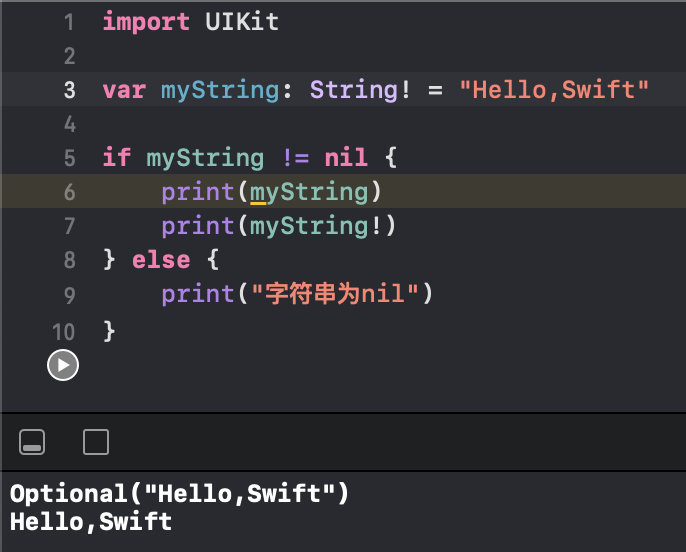 1 import UIKit
2
3 var myString: String! = "Hello,Swift"
4
5 if myString != nil {
6     print(myString)
7     print(myString!)
8 } else {
9     print("字符串为nil")
10 }
Optional("Hello,Swift")
Hello,Swift